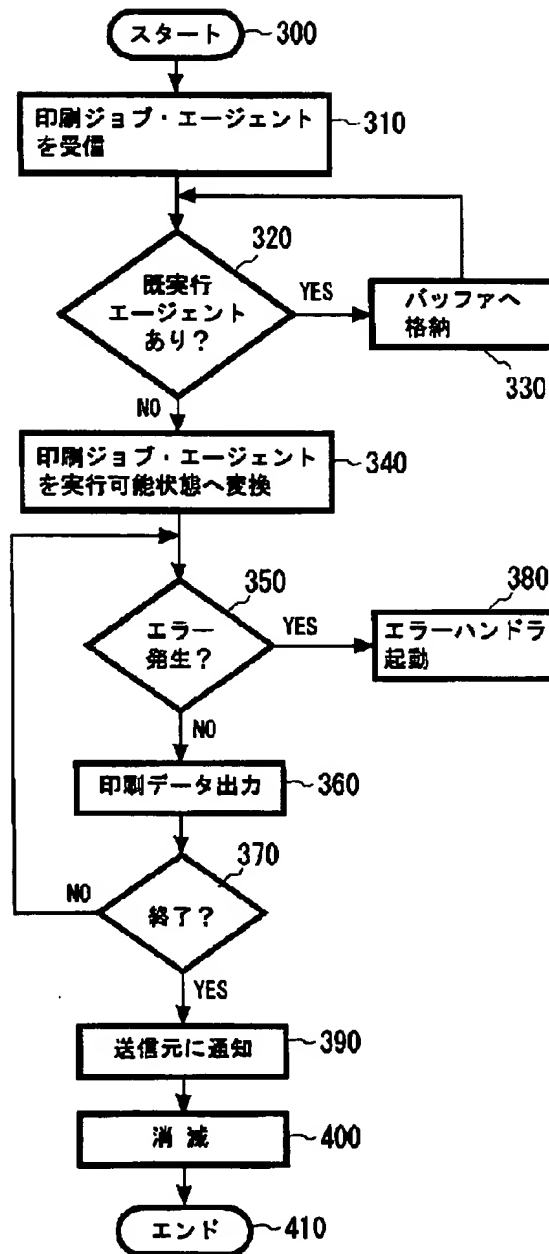 スタート
300
印刷ジョブ・エージェント
を受信
310
320
既実行
エージェント
あり?
YES
バッファへ
格納
330
NO
印刷ジョブ・エージェント
を実行可能状態へ変換
340
350
エラー
発生?
YES
380
エラーハンドラ
起動
NO
印刷データ出力
360
370
NO
終了?
YES
送信元に通知
390
消滅
400
エンド
410